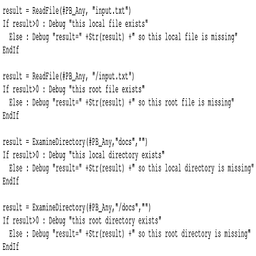 result = ReadFile(#PB_Any, "input.txt")
If result>0 : Debug "this local file exists"
Else : Debug "result=" +Str(result) +" so this local file is missing"
EndIf
result = ReadFile(#PB_Any, "/input.txt")
If result>0 : Debug "this root file exists"
Else : Debug "result=" +Str(result) +" so this root file is missing"
EndIf
result = ExamineDirectory(#PB_Any,"docs","")
If result>0 : Debug "this local directory exists"
Else : Debug "result=" +Str(result) +" so this local directory is missing"
EndIf
result = ExamineDirectory(#PB_Any,"/docs","")
If result>0 : Debug "this root directory exists"
Else : Debug "result=" +Str(result) +" so this root directory is missing"
EndIf